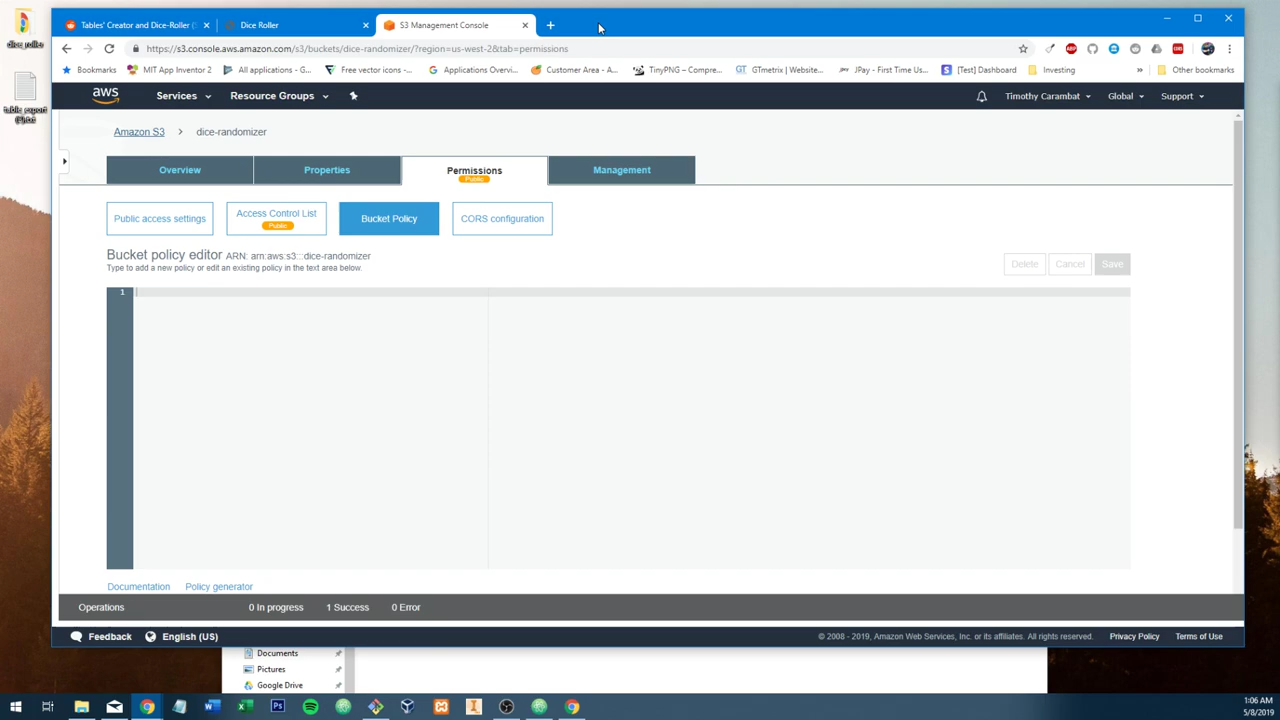 Tables' Creator and Dice-Roller (
Dice Roller
S3 Management Console
https://s3.console.aws.amazon.com/s3/buckets/dice-randomizer/?region=us-west-2&tab=permissions
Bookmarks
MIT App Inventor 2
All applications - G...
Free vector icons -...
Applications Overvi...
Customer Area - A...
TinyPNG – Compre...
GTmetrix | Website...
JPay - First Time Us...
[Test] Dashboard
Investing
»
Other bookmarks
dice_roller
aws
Services
Resource Groups
Timothy Carambat
Global
Support
Amazon S3
dice-randomizer
Overview
Properties
Permissions
Public
Management
Public access settings
Access Control List
Public
Bucket Policy
CORS configuration
Bucket policy editor ARN: arn:aws:s3:::dice-randomizer
Type to add a new policy or edit an existing policy in the text area below.
Delete
Cancel
Save
1
Documentation
Policy generator
Operations
0 In progress
1 Success
0 Error
Feedback
English (US)
© 2008 - 2019, Amazon Web Services, Inc. or its affiliates. All rights reserved.
Privacy Policy
Terms of Use
Documents
Pictures
Google Drive
1:06 AM
5/8/2019